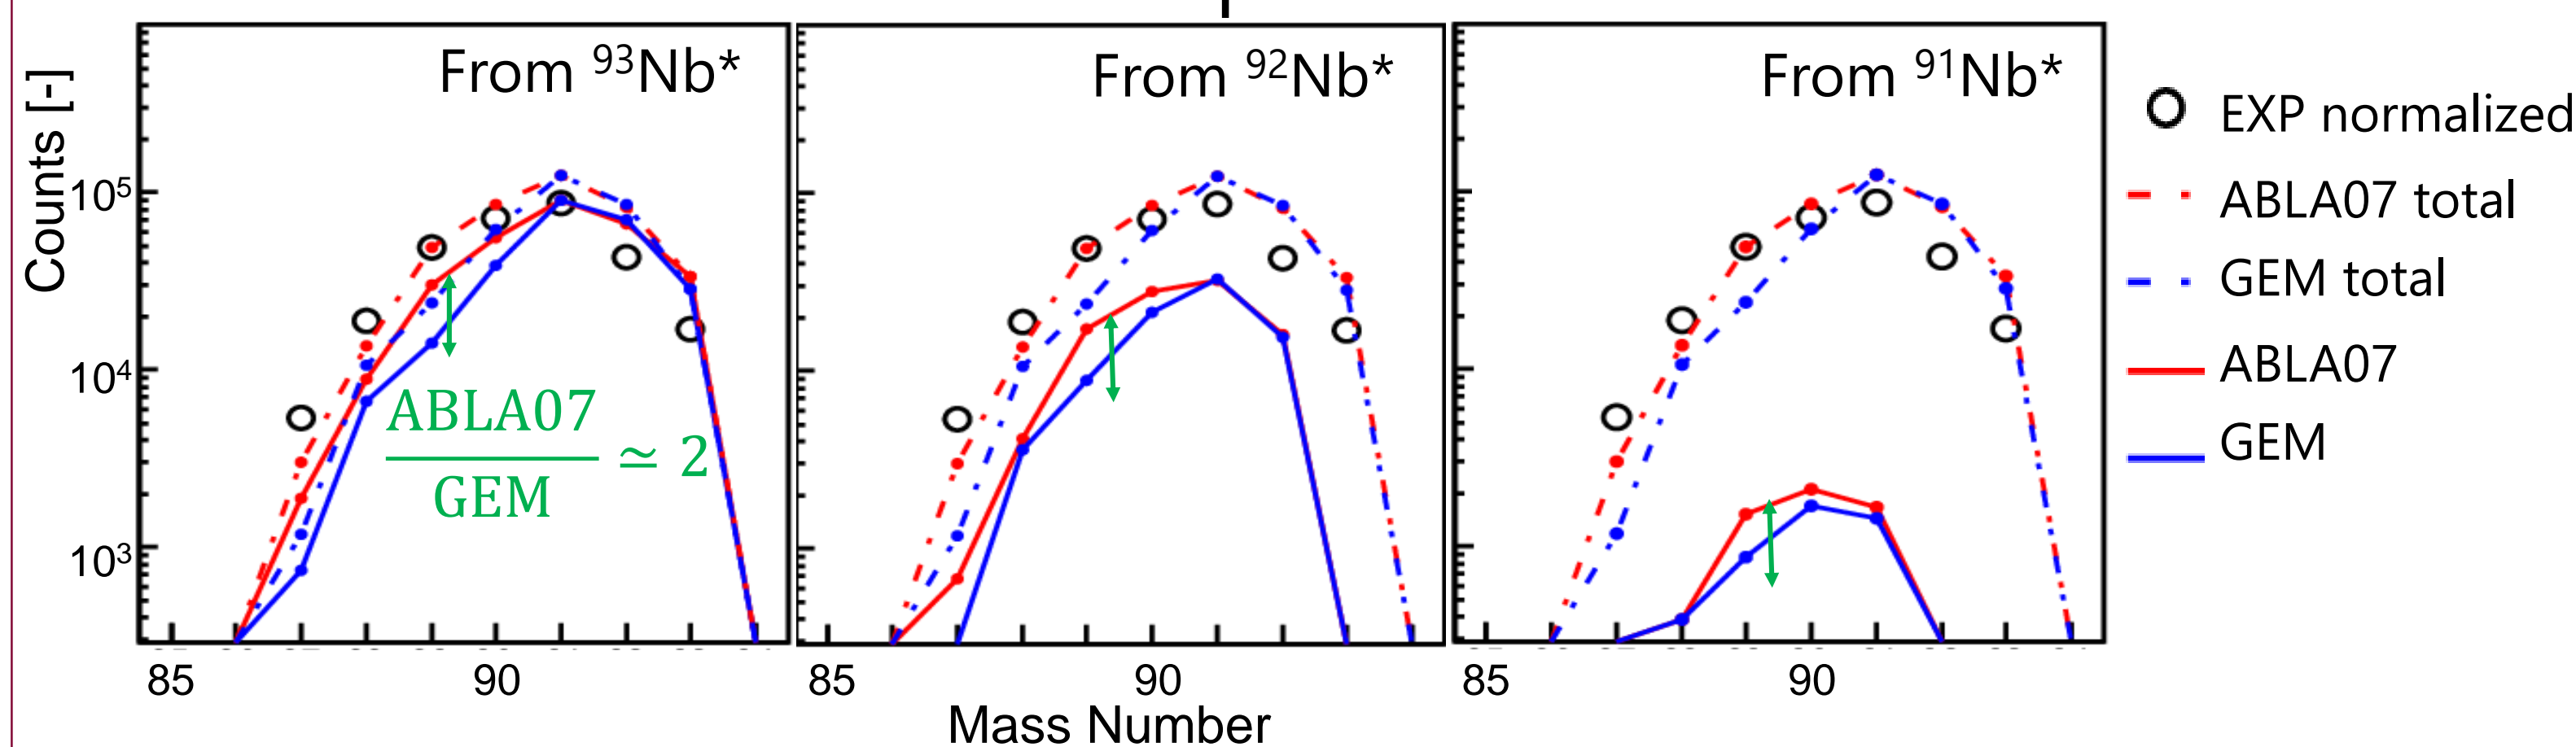 From ⁹³Nb*
From ⁹²Nb*
From ⁹¹Nb*
Counts [-]
10⁵
10⁴
10³
ABLA07
GEM
≃ 2
85
90
85
90
85
90
Mass Number
EXP normalized
ABLA07 total
GEM total
ABLA07
GEM